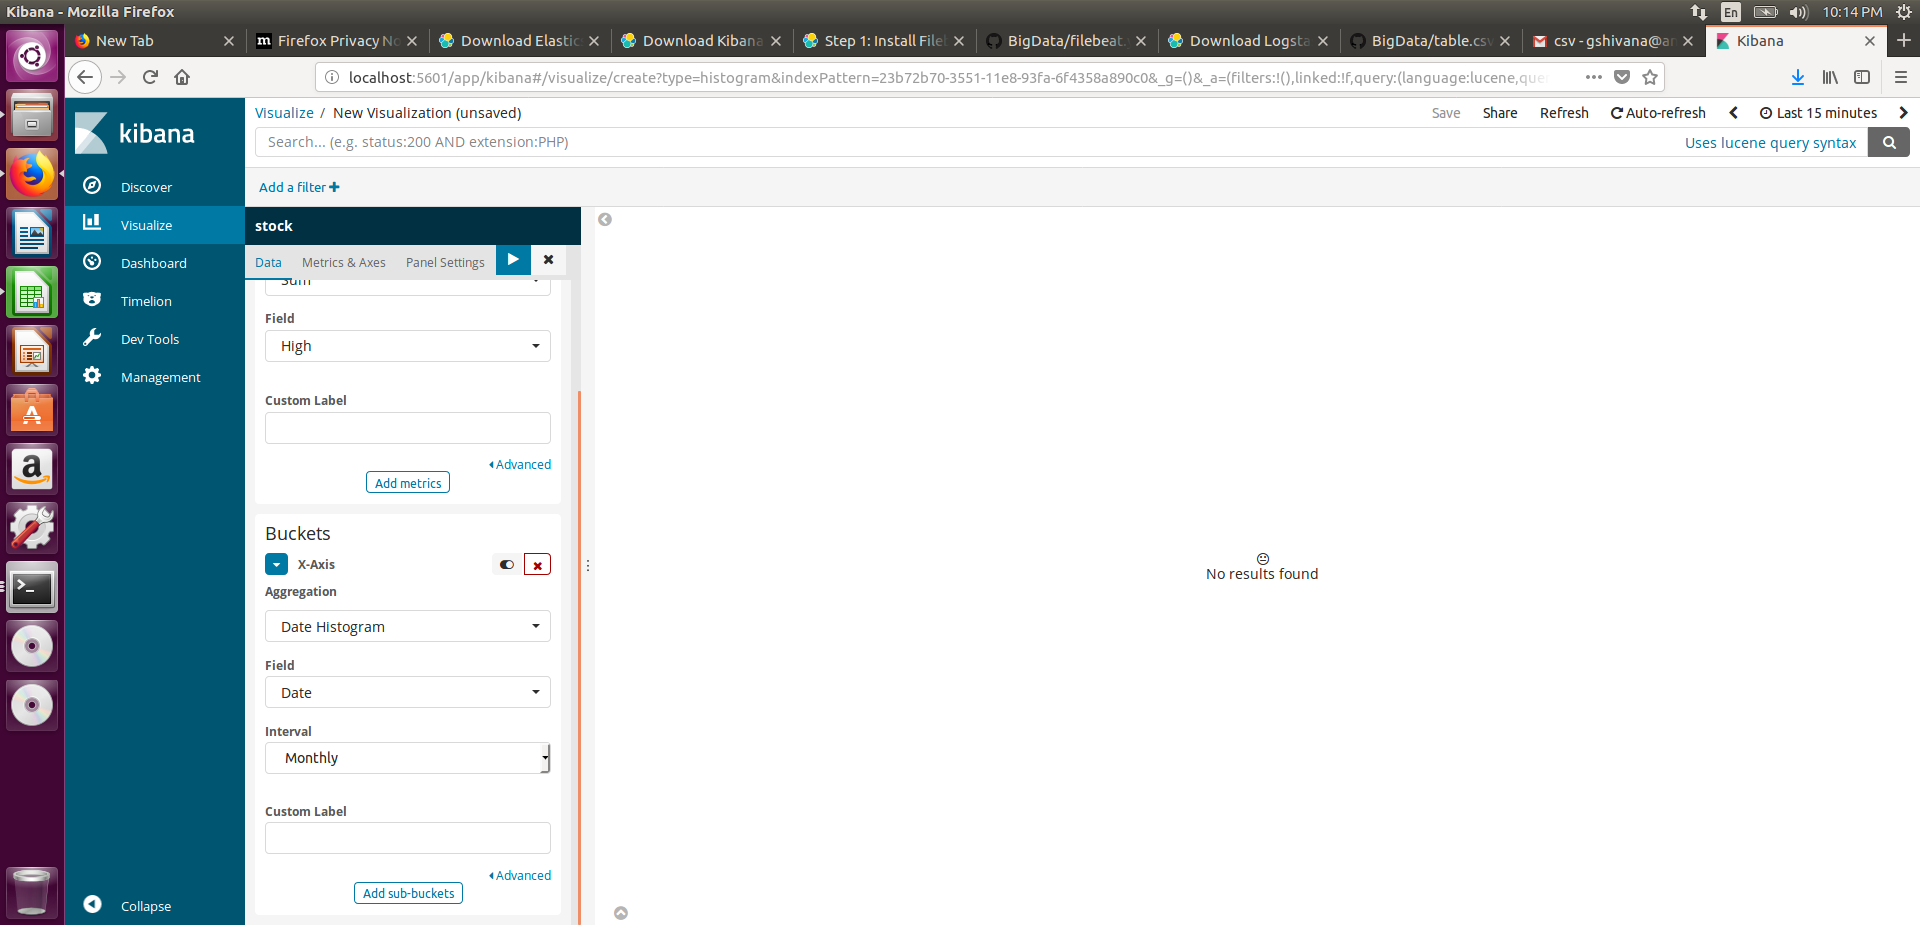 Kibana - Mozilla Firefox
En
10:14 PM
New Tab
Firefox Privacy No
Download Elastic
Download Kibana
Step 1: Install File
BigData/filebeat.y
Download Logsta
BigData/table.csv
csv - gshivana@an
Kibana
localhost:5601/app/kibana#/visualize/create?type=histogram&indexPattern=23b72b70-3551-11e8-93fa-6f4358a890c0&_g=()&_a=(filters:!(),linked:!f,query:(language:lucene,que
kibana
Visualize / New Visualization (unsaved)
Save
Share
Refresh
Auto-refresh
Last 15 minutes
Search... (e.g. status:200 AND extension:PHP)
Uses lucene query syntax
Add a filter
Discover
Visualize
Dashboard
Timelion
Dev Tools
Management
Collapse
stock
Data
Metrics & Axes
Panel Settings
Sum
Field
High
Custom Label
Advanced
Add metrics
Buckets
X-Axis
Aggregation
Date Histogram
Field
Date
Interval
Monthly
Custom Label
Advanced
Add sub-buckets
No results found